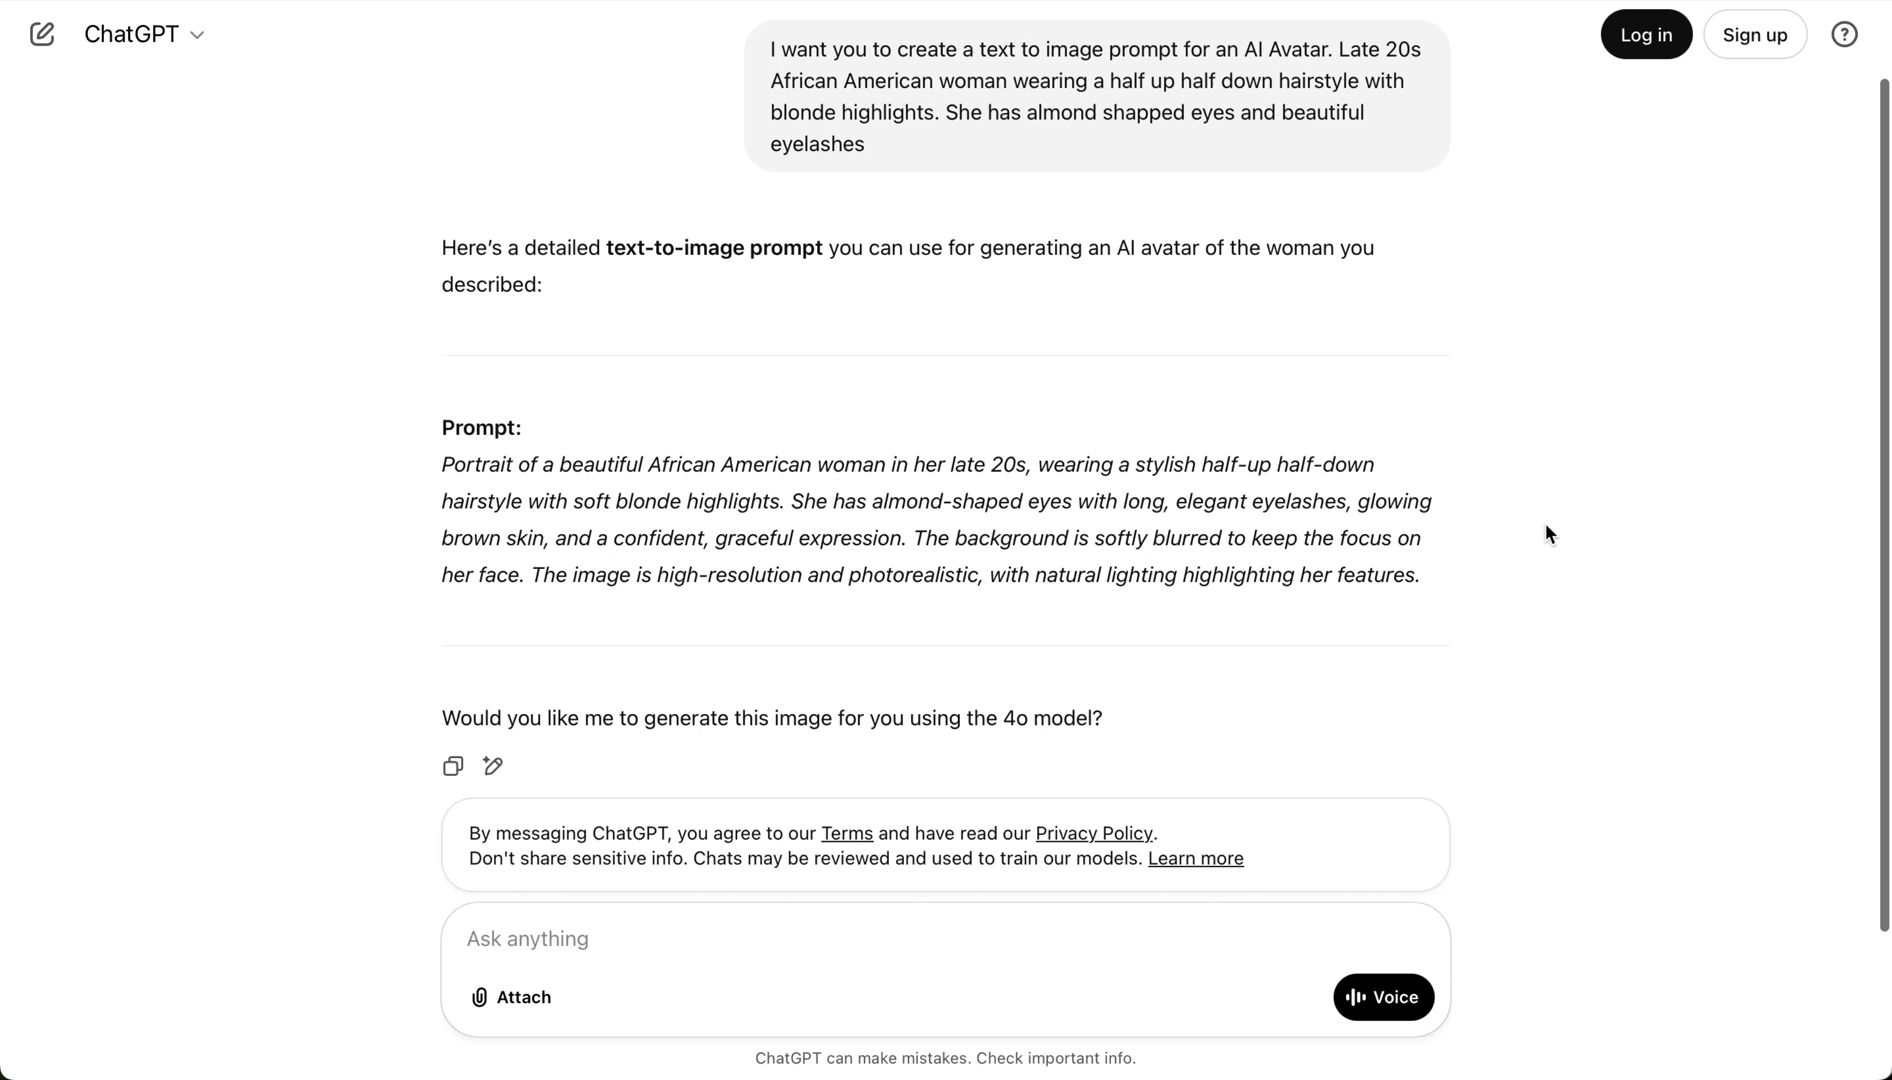 ChatGPT
Log in
Sign up
I want you to create a text to image prompt for an AI Avatar. Late 20s
African American woman wearing a half up half down hairstyle with
blonde highlights. She has almond shapped eyes and beautiful
eyelashes
Here's a detailed text-to-image prompt you can use for generating an AI avatar of the woman you
described:
Prompt:
Portrait of a beautiful African American woman in her late 20s, wearing a stylish half-up half-down
hairstyle with soft blonde highlights. She has almond-shaped eyes with long, elegant eyelashes, glowing
brown skin, and a confident, graceful expression. The background is softly blurred to keep the focus on
her face. The image is high-resolution and photorealistic, with natural lighting highlighting her features.
Would you like me to generate this image for you using the 4o model?
By messaging ChatGPT, you agree to our Terms and have read our Privacy Policy.
Don't share sensitive info. Chats may be reviewed and used to train our models. Learn more
Ask anything
Attach
Voice
ChatGPT can make mistakes. Check important info.